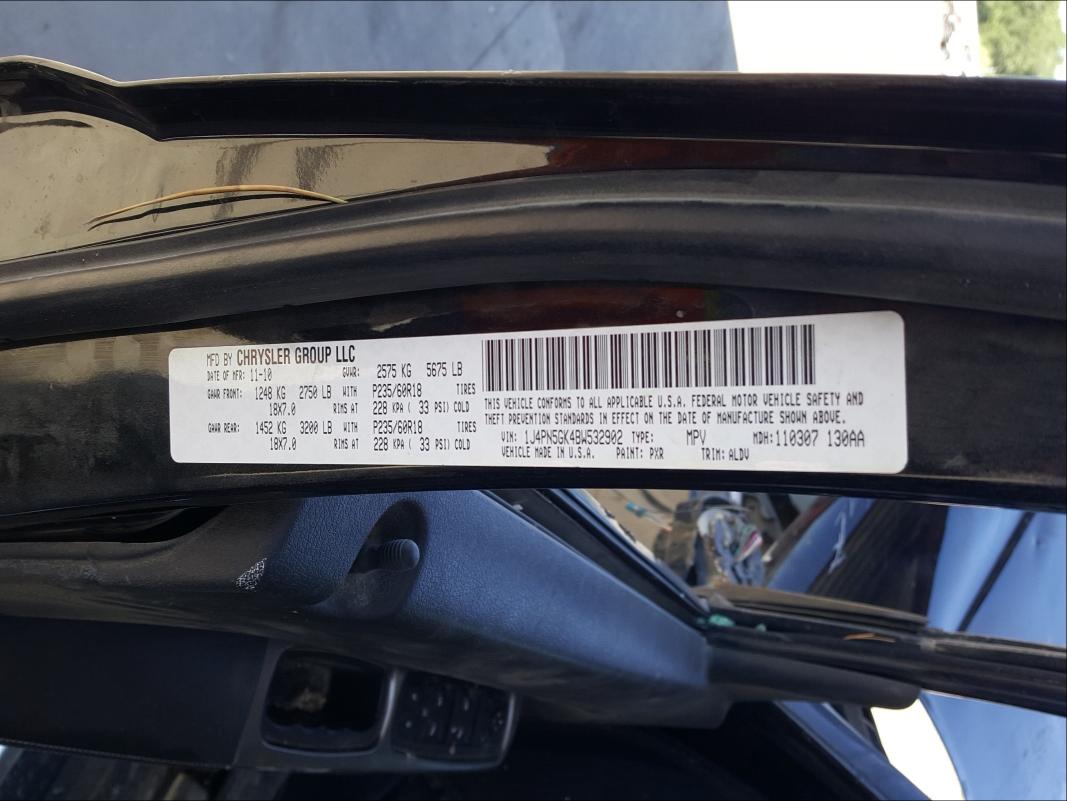 MFD BY CHRYSLER GROUP LLC
DATE OF MFR: 11-10 GVWR: 2575 KG 5675 LB
GAWR FRONT: 1248 KG 2750 LB WITH P235/60R18 TIRES
18X7.0 RIMS AT 228 KPA ( 33 PSI) COLD
GAWR REAR: 1452 KG 3200 LB WITH P235/60R18 TIRES
18X7.0 RIMS AT 228 KPA ( 33 PSI) COLD
THIS VEHICLE CONFORMS TO ALL APPLICABLE U.S.A. FEDERAL MOTOR VEHICLE SAFETY AND
THEFT PREVENTION STANDARDS IN EFFECT ON THE DATE OF MANUFACTURE SHOWN ABOVE.
VIN: 1J4PN5GK4BW532902 TYPE: MPV MDH: 110307 130AA
VEHICLE MADE IN U.S.A. PAINT: PXR TRIM: ALDV